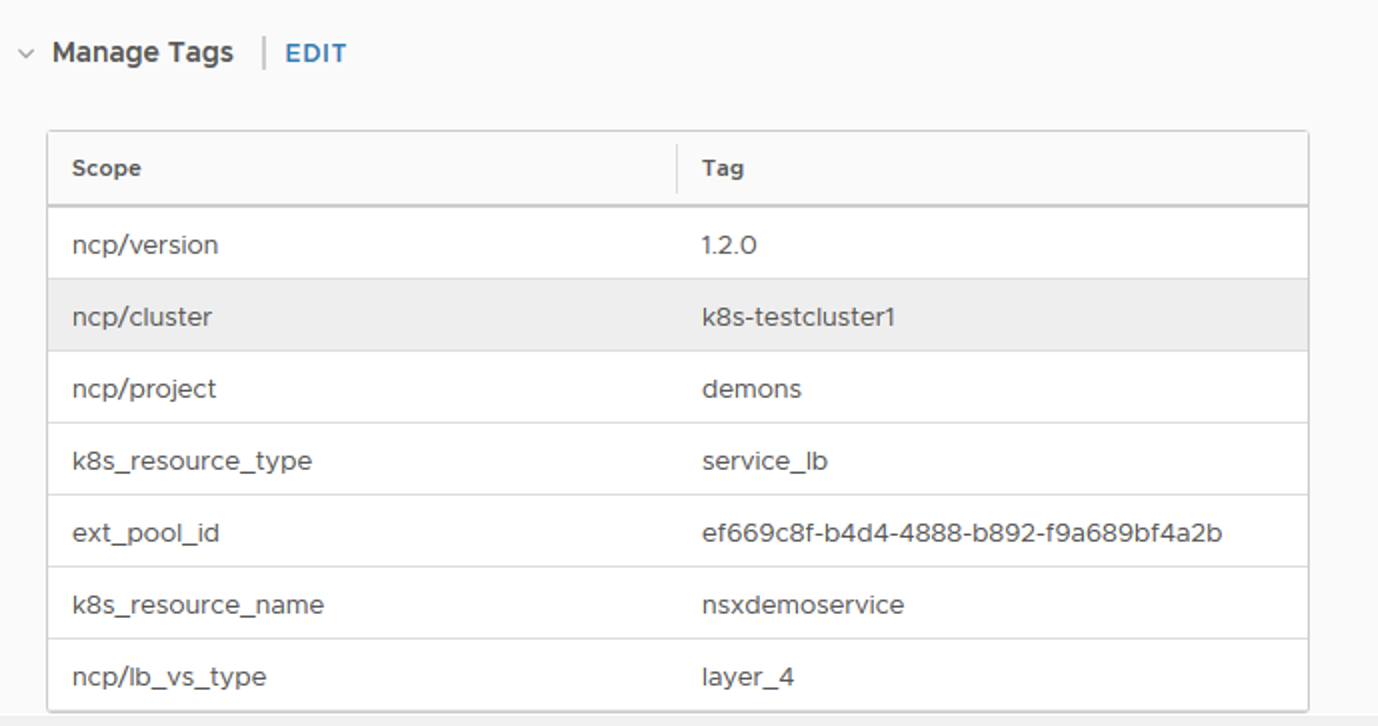 Manage Tags | EDIT
Scope Tag
ncp/version 1.2.0
ncp/cluster k8s-testcluster1
ncp/project demons
k8s_resource_type service_lb
ext_pool_id ef669c8f-b4d4-4888-b892-f9a689bf4a2b
k8s_resource_name nsxdemoservice
ncp/lb_vs_type layer_4